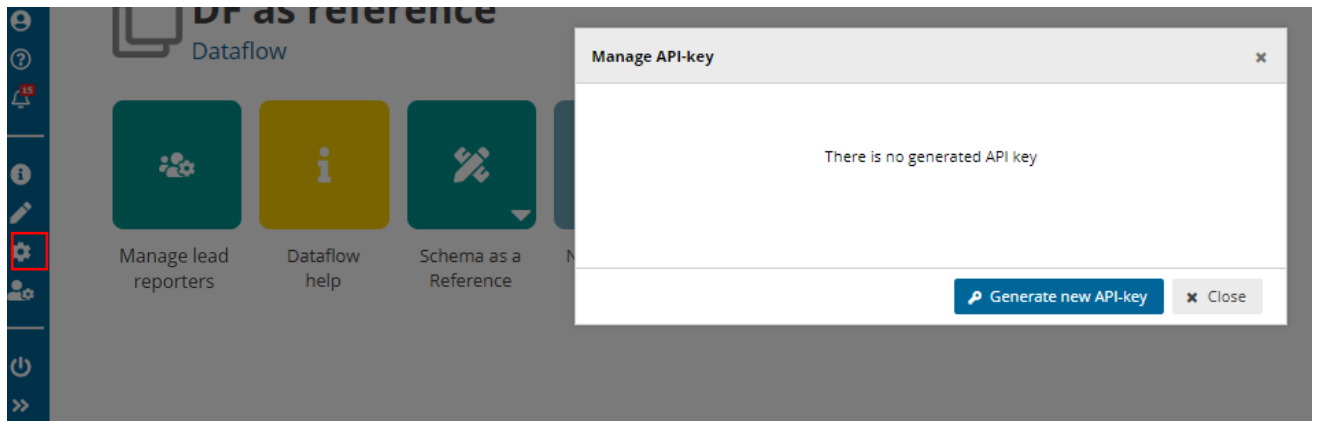 DF as reference
Dataflow
15
Manage lead
reporters
Dataflow
help
Schema as a
Reference
N
Manage API-key
There is no generated API key
Generate new API-key
Close